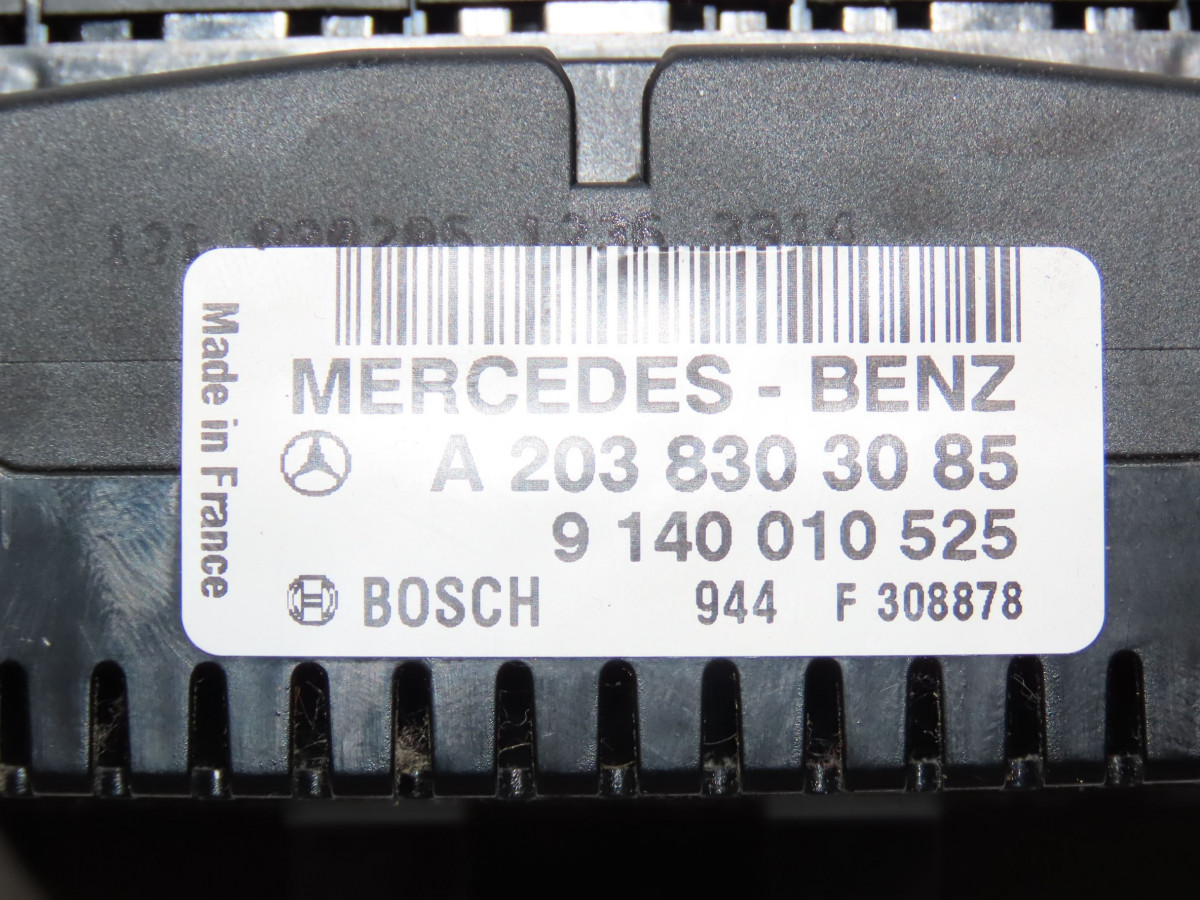 MERCEDES - BENZ
A 203 830 30 85
9 140 010 525
BOSCH 944 F 308878
Made in France